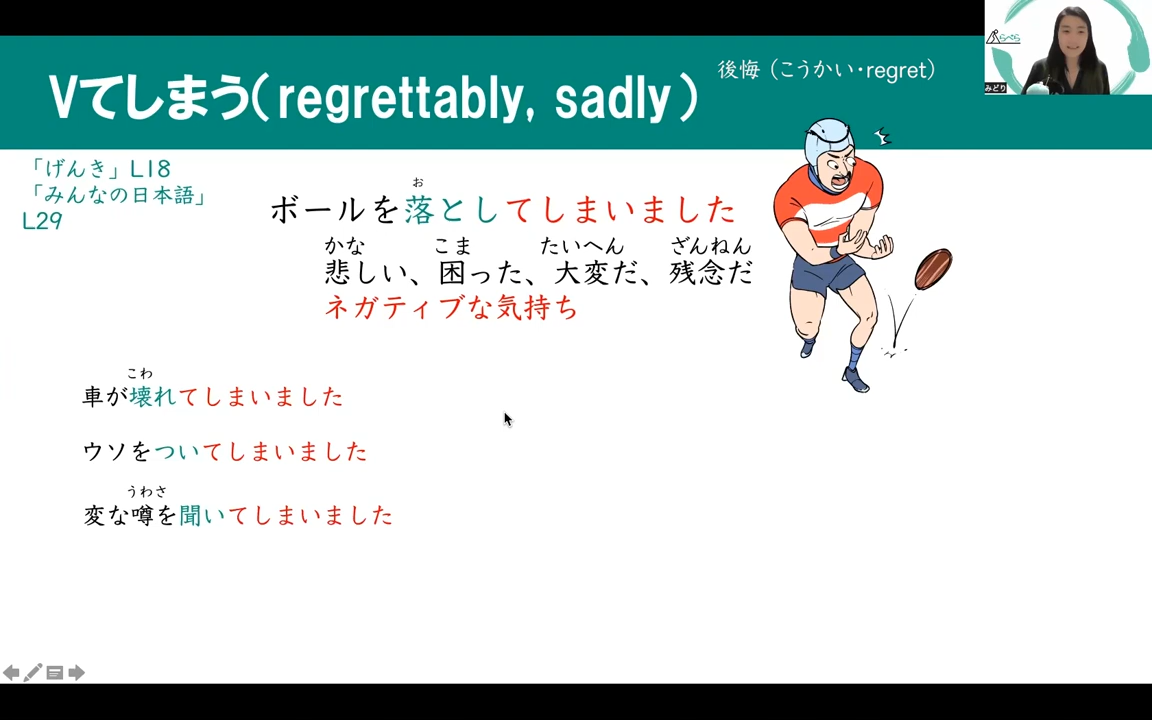 Vてしまう(regrettably, sadly)
後悔（こうかい・regret）
らぺら
みどり
「げんき」L18
「みんなの日本語」
L29
お
ボールを落としてしまいました
かな こま たいへん ざんねん
悲しい、困った、大変だ、残念だ
ネガティブな気持ち
こわ
車が壊れてしまいました
ウソをついてしまいました
うわさ
変な噂を聞いてしまいました